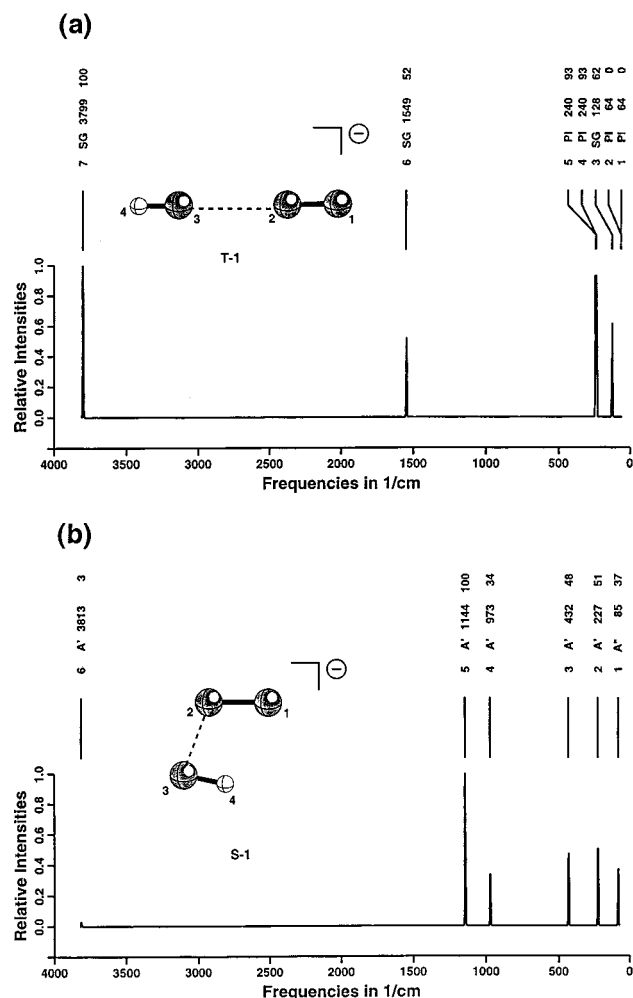 (a)
7 SG 3799 100
6 SG 1549 52
5 PI 240 93
4 PI 240 93
3 SG 128 62
2 PI 64 0
1 PI 64 0
4
3
2
1
T-1
Relative Intensities
1.0
0.8
0.6
0.4
0.2
0.0
4000 3500 3000 2500 2000 1500 1000 500 0
Frequencies in 1/cm
(b)
6 A' 3813 3
5 A' 1144 100
4 A' 973 34
3 A' 432 48
2 A' 227 51
1 A" 85 37
2
1
3
4
S-1
Relative Intensities
1.0
0.8
0.6
0.4
0.2
0.0
4000 3500 3000 2500 2000 1500 1000 500 0
Frequencies in 1/cm